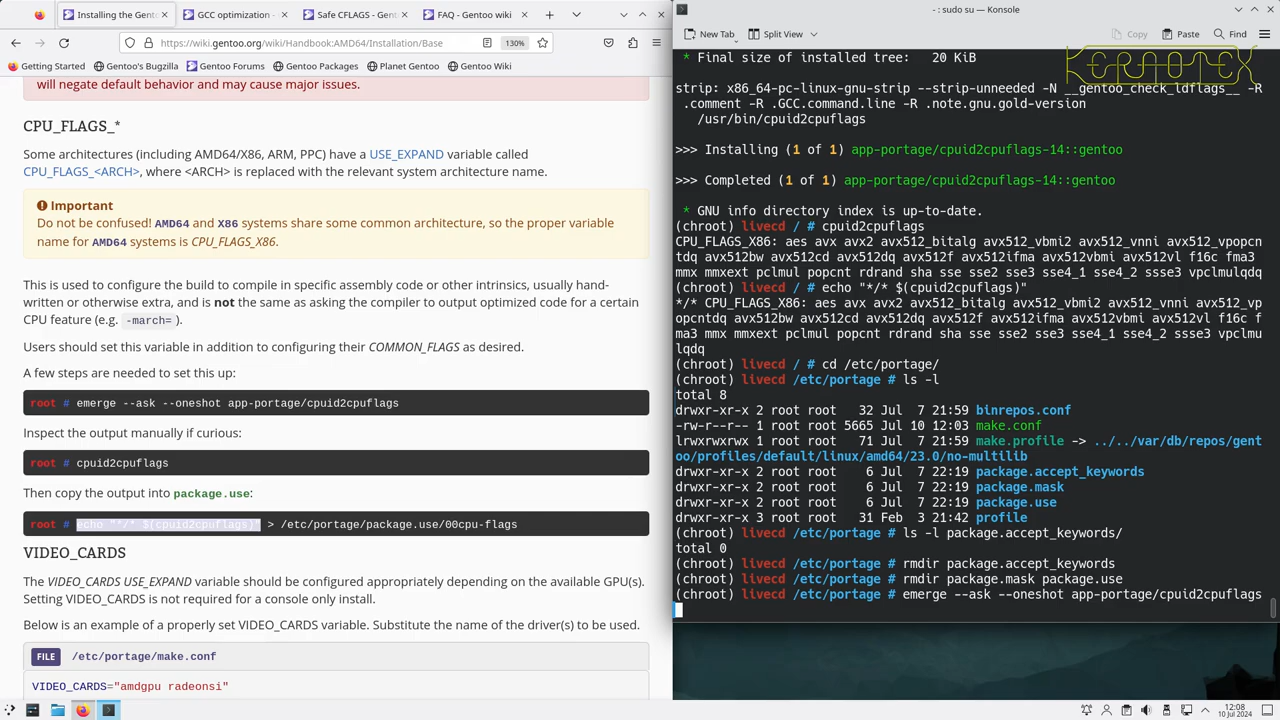 Installing the Gento
GCC optimization -
Safe CFLAGS - Gent
FAQ - Gentoo wiki
https://wiki.gentoo.org/wiki/Handbook:AMD64/Installation/Base
130%
Getting Started
Gentoo's Bugzilla
Gentoo Forums
Gentoo Packages
Planet Gentoo
Gentoo Wiki
will negate default behavior and may cause major issues.
CPU_FLAGS_*
Some architectures (including AMD64/X86, ARM, PPC) have a USE_EXPAND variable called
CPU_FLAGS_<ARCH>, where <ARCH> is replaced with the relevant system architecture name.
Important
Do not be confused! AMD64 and X86 systems share some common architecture, so the proper variable
name for AMD64 systems is CPU_FLAGS_X86.
This is used to configure the build to compile in specific assembly code or other intrinsics, usually hand-
written or otherwise extra, and is not the same as asking the compiler to output optimized code for a certain
CPU feature (e.g. -march= ).
Users should set this variable in addition to configuring their COMMON_FLAGS as desired.
A few steps are needed to set this up:
root # emerge --ask --oneshot app-portage/cpuid2cpuflags
Inspect the output manually if curious:
root # cpuid2cpuflags
Then copy the output into package.use:
root # echo "*/* $(cpuid2cpuflags)" > /etc/portage/package.use/00cpu-flags
VIDEO_CARDS
The VIDEO_CARDS USE_EXPAND variable should be configured appropriately depending on the available GPU(s).
Setting VIDEO_CARDS is not required for a console only install.
Below is an example of a properly set VIDEO_CARDS variable. Substitute the name of the driver(s) to be used.
FILE /etc/portage/make.conf
VIDEO_CARDS="amdgpu radeonsi"
- : sudo su — Konsole
New Tab
Split View
Copy
Paste
Find
KERNOTEX
* Final size of installed tree: 20 KiB
strip: x86_64-pc-linux-gnu-strip --strip-unneeded -N __gentoo_check_ldflags__ -R
.comment -R .GCC.command.line -R .note.gnu.gold-version
/usr/bin/cpuid2cpuflags
>>> Installing (1 of 1) app-portage/cpuid2cpuflags-14::gentoo
>>> Completed (1 of 1) app-portage/cpuid2cpuflags-14::gentoo
* GNU info directory index is up-to-date.
(chroot) livecd / # cpuid2cpuflags
CPU_FLAGS_X86: aes avx avx2 avx512_bitalg avx512_vbmi2 avx512_vnni avx512_vpopcn
tdq avx512bw avx512cd avx512dq avx512f avx512ifma avx512vbmi avx512vl f16c fma3
mmx mmxext pclmul popcnt rdrand sha sse sse2 sse3 sse4_1 sse4_2 ssse3 vpclmulqdq
(chroot) livecd / # echo "*/* $(cpuid2cpuflags)"
*/* CPU_FLAGS_X86: aes avx avx2 avx512_bitalg avx512_vbmi2 avx512_vnni avx512_vp
opcntdq avx512bw avx512cd avx512dq avx512f avx512ifma avx512vbmi avx512vl f16c f
ma3 mmx mmxext pclmul popcnt rdrand sha sse sse2 sse3 sse4_1 sse4_2 ssse3 vpclmu
lqdq
(chroot) livecd / # cd /etc/portage/
(chroot) livecd /etc/portage # ls -l
total 8
drwxr-xr-x 2 root root 32 Jul 7 21:59 binrepos.conf
-rw-r--r-- 1 root root 5665 Jul 10 12:03 make.conf
lrwxrwxrwx 1 root root 71 Jul 7 21:59 make.profile -> ../../var/db/repos/gent
oo/profiles/default/linux/amd64/23.0/no-multilib
drwxr-xr-x 2 root root 6 Jul 7 22:19 package.accept_keywords
drwxr-xr-x 2 root root 6 Jul 7 22:19 package.mask
drwxr-xr-x 2 root root 6 Jul 7 22:19 package.use
drwxr-xr-x 3 root root 31 Feb 3 21:42 profile
(chroot) livecd /etc/portage # ls -l package.accept_keywords/
total 0
(chroot) livecd /etc/portage # rmdir package.accept_keywords
(chroot) livecd /etc/portage # rmdir package.mask package.use
(chroot) livecd /etc/portage # emerge --ask --oneshot app-portage/cpuid2cpuflags
12:08
10 Jul 2024